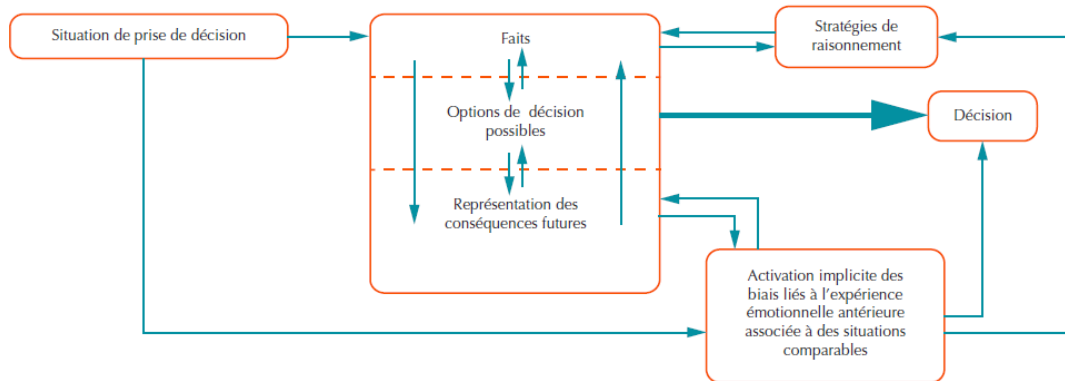 Situation de prise de décision
Faits
Options de décision
possibles
Représentation des
conséquences futures
Stratégies de
raisonnement
Décision
Activation implicite des
biais liés à l'expérience
émotionnelle antérieure
associée à des situations
comparables